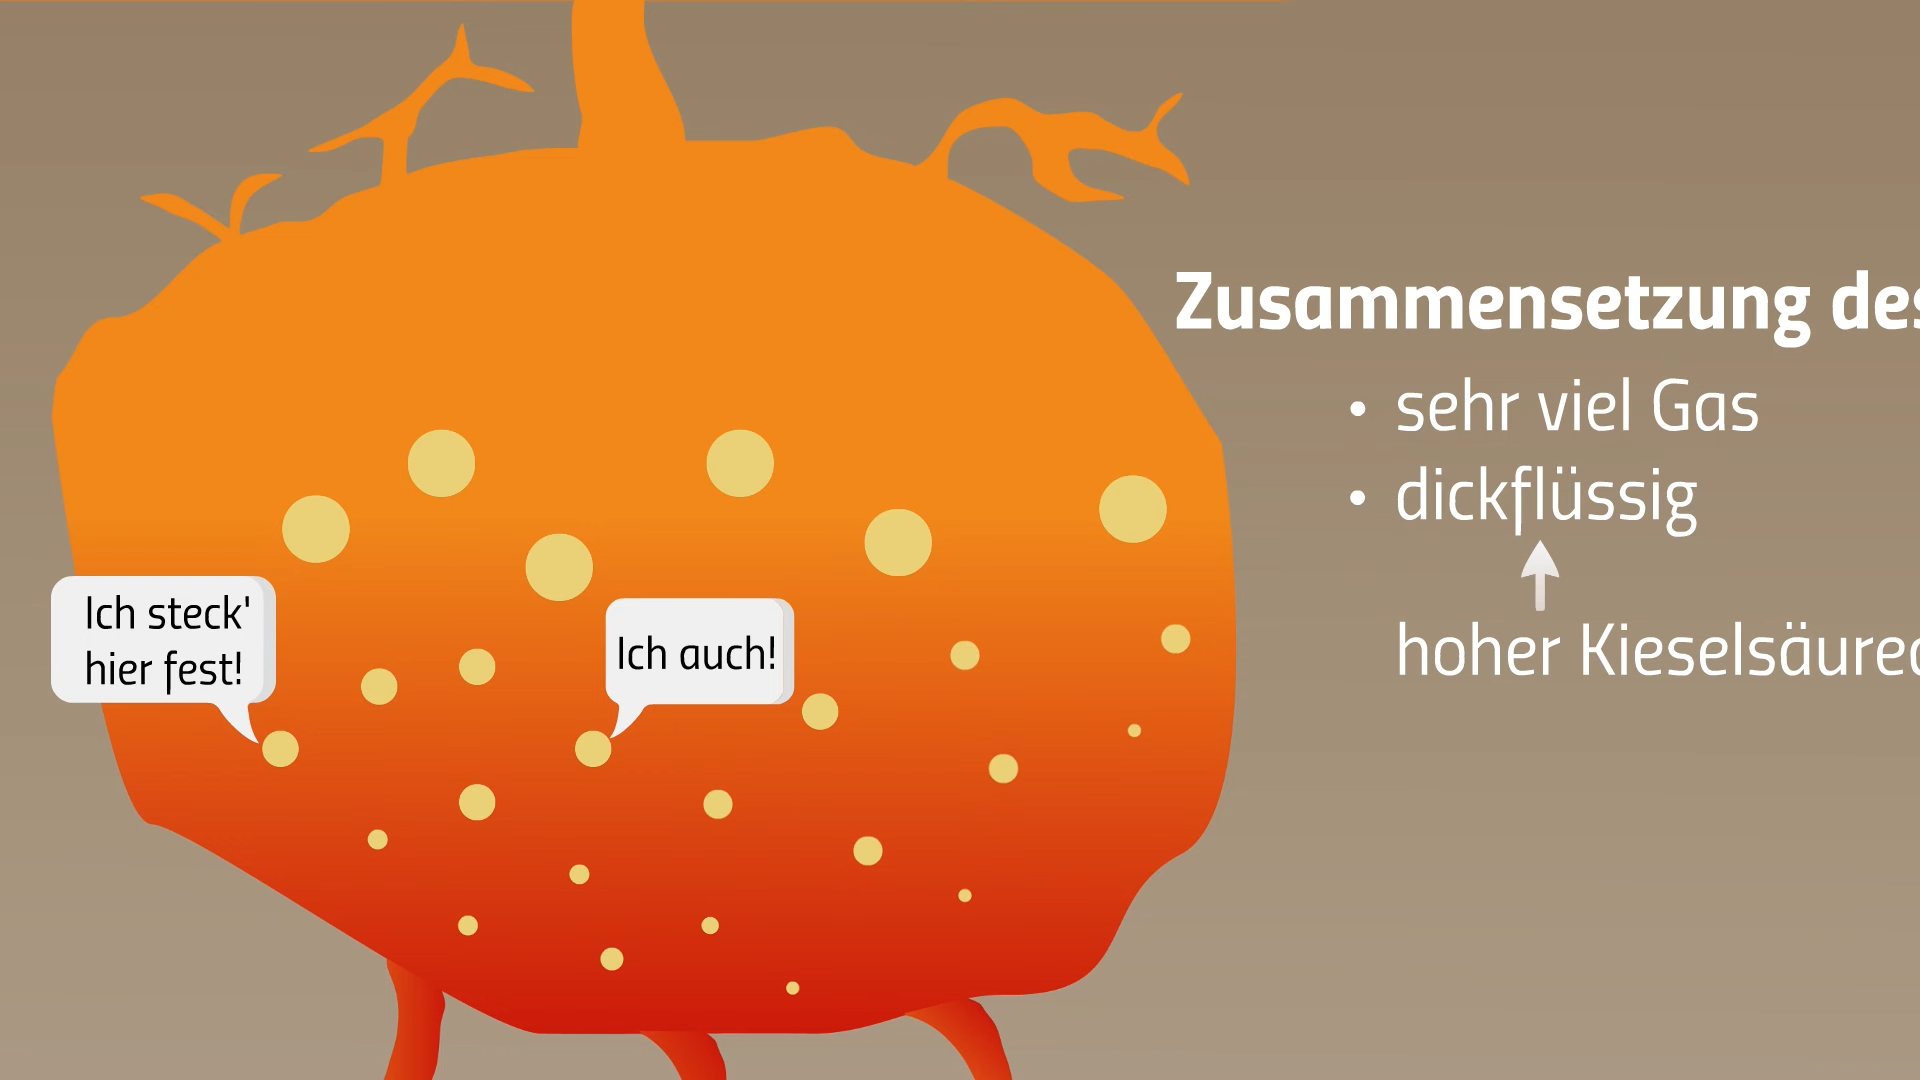 Zusammensetzung des
• sehr viel Gas
• dickflüssig
hoher Kieselsäure
Ich steck'
hier fest!
Ich auch!